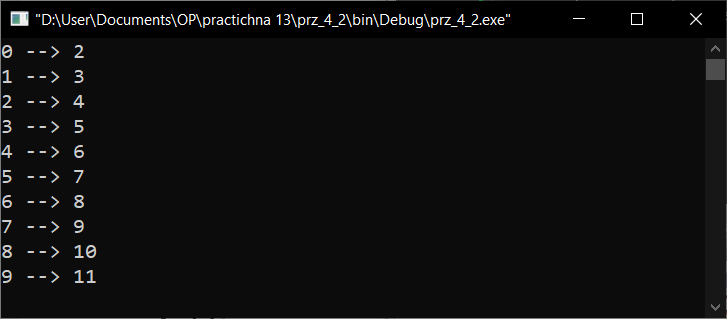 "D:\User\Documents\OP\practichna 13\prz_4_2\bin\Debug\prz_4_2.exe"
0 --> 2
1 --> 3
2 --> 4
3 --> 5
4 --> 6
5 --> 7
6 --> 8
7 --> 9
8 --> 10
9 --> 11